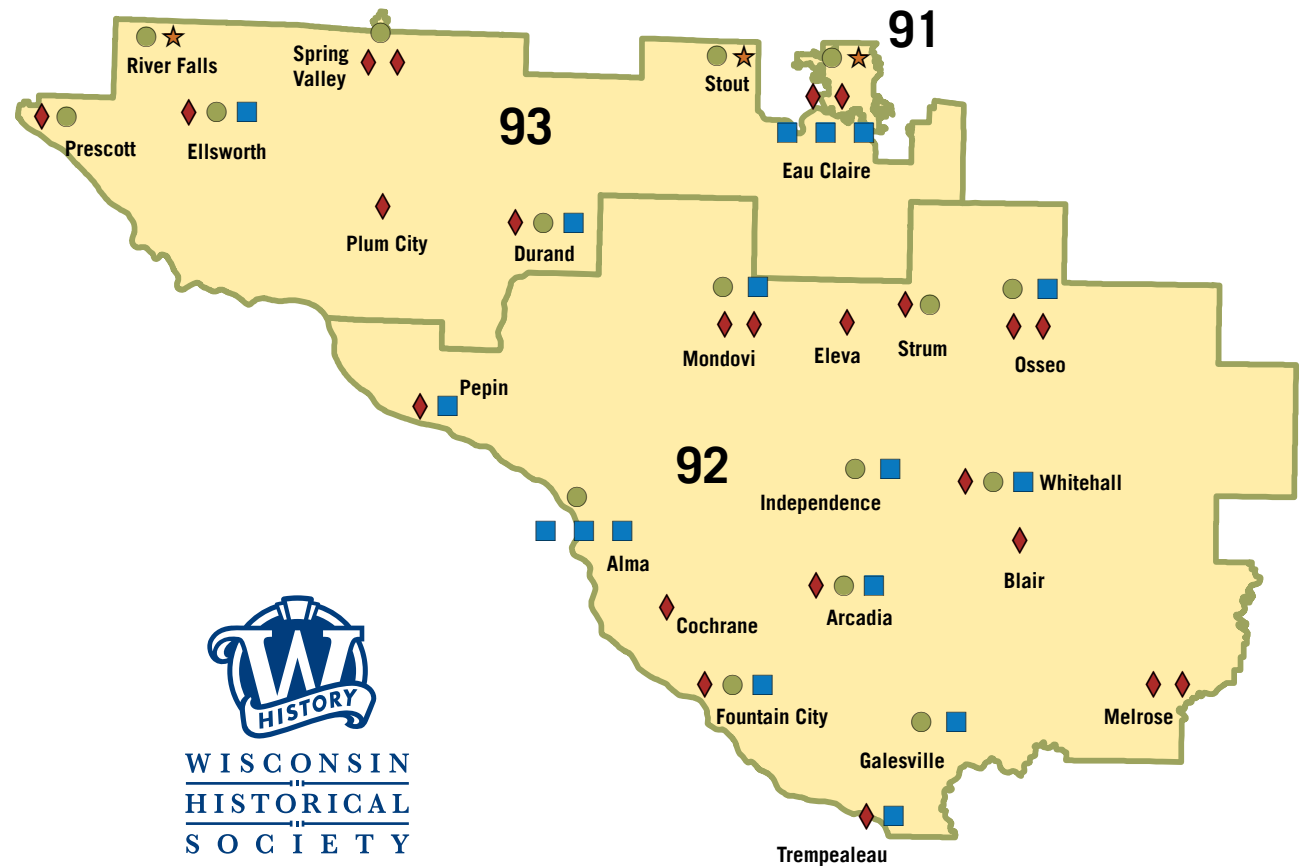 91
River Falls
Spring
Valley
Stout
93
Prescott
Ellsworth
Eau Claire
Plum City
Durand
Mondovi
Eleva
Strum
Osseo
Pepin
92
Independence
Whitehall
Alma
Blair
Cochrane
Arcadia
Fountain City
Melrose
Galesville
Trempealeau
W
HISTORY
WISCONSIN
HISTORICAL
SOCIETY